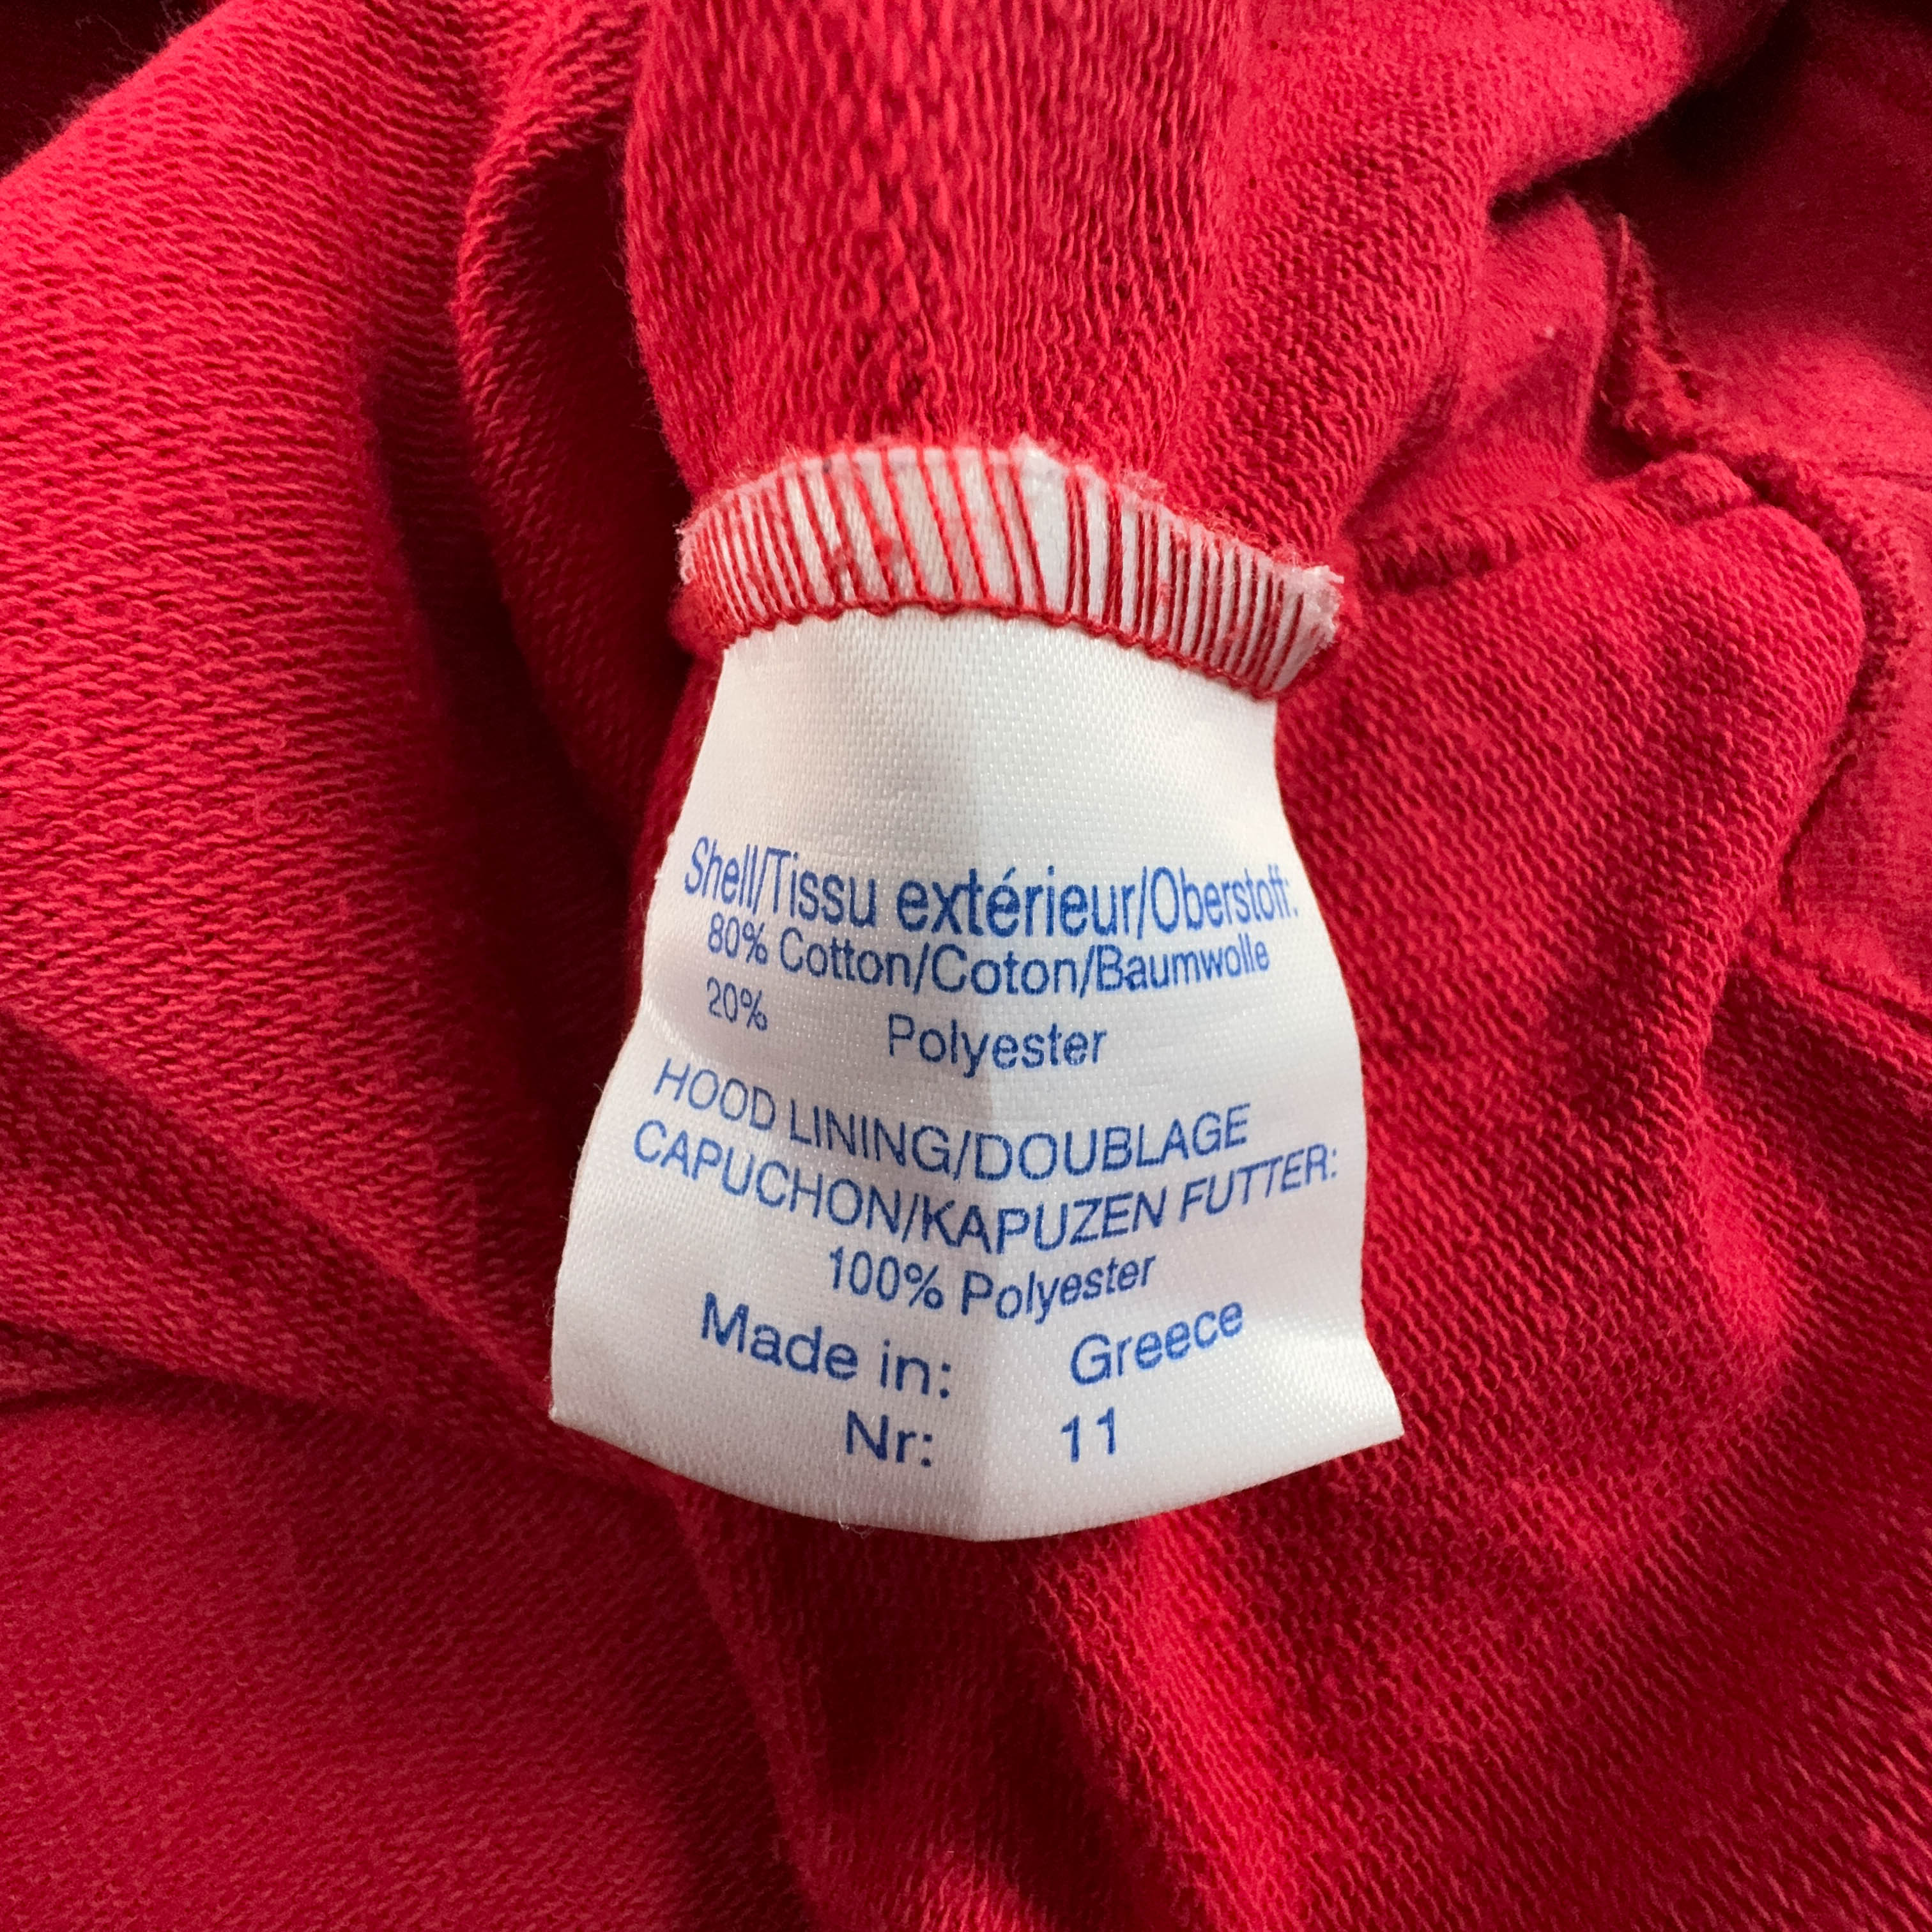 Shell/Tissu extérieur/Oberstoff:
80% Cotton/Coton/Baumwolle
20% Polyester
HOOD LINING/DOUBLAGE
CAPUCHON/KAPUZEN FUTTER:
100% Polyester
Made in: Greece
Nr: 11